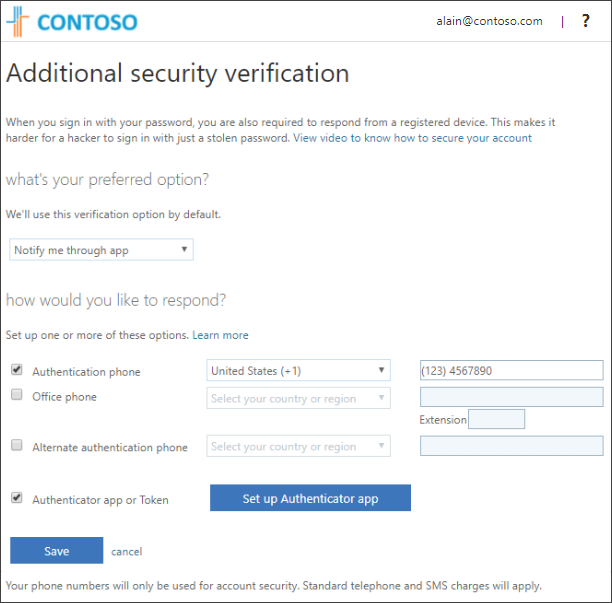 CONTOSO
alain@contoso.com | ?
Additional security verification
When you sign in with your password, you are also required to respond from a registered device. This makes it
harder for a hacker to sign in with just a stolen password. View video to know how to secure your account
what's your preferred option?
We'll use this verification option by default.
Notify me through app
how would you like to respond?
Set up one or more of these options. Learn more
Authentication phone United States (+1) (123) 4567890
Office phone Select your country or region
Extension
Alternate authentication phone Select your country or region
Authenticator app or Token Set up Authenticator app
Save cancel
Your phone numbers will only be used for account security. Standard telephone and SMS charges will apply.